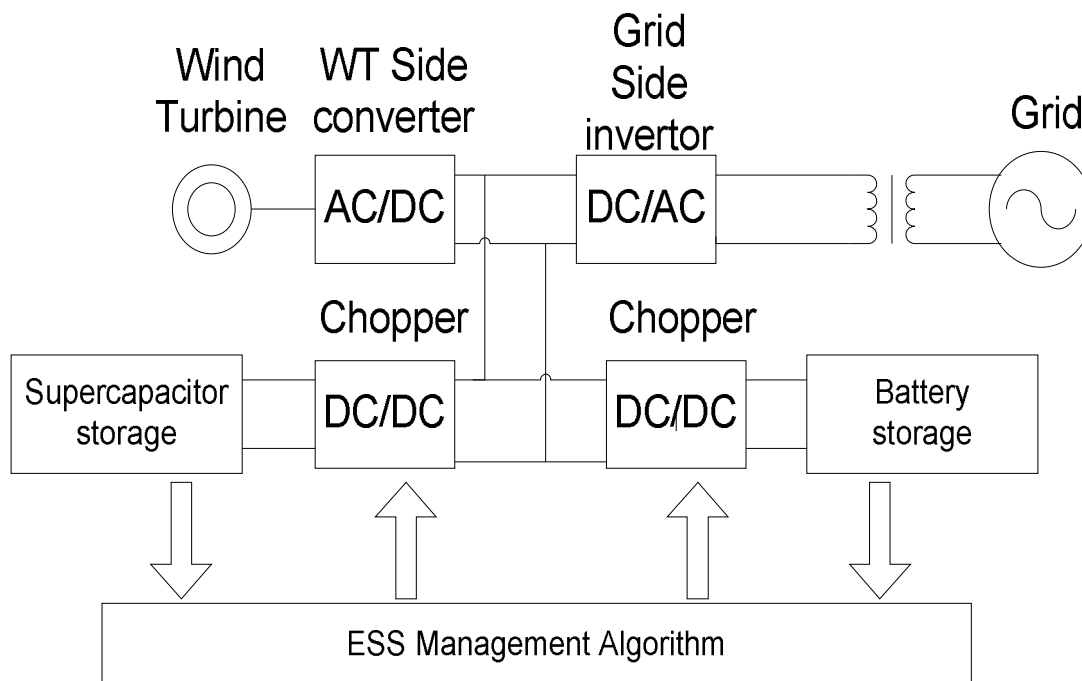 Wind
Turbine
WT Side
converter
Grid
Side
invertor
Grid
AC/DC
DC/AC
Chopper
Chopper
Supercapacitor
storage
DC/DC
DC/DC
Battery
storage
ESS Management Algorithm